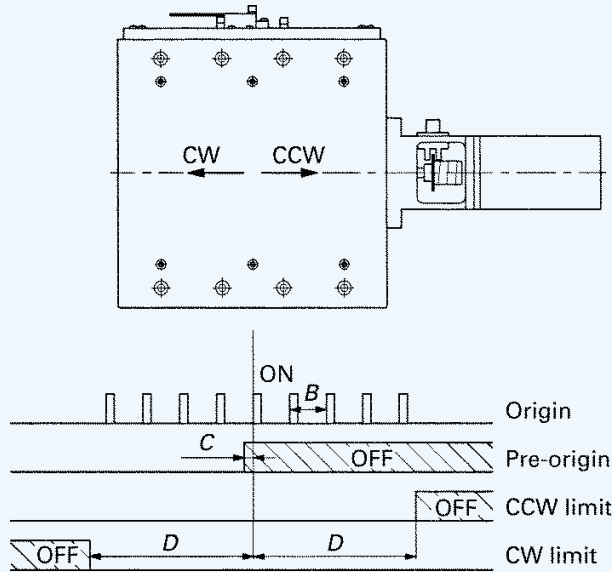 CW CCW
ON
B
Origin
C
OFF
Pre-origin
OFF
CCW limit
OFF
D
D
CW limit